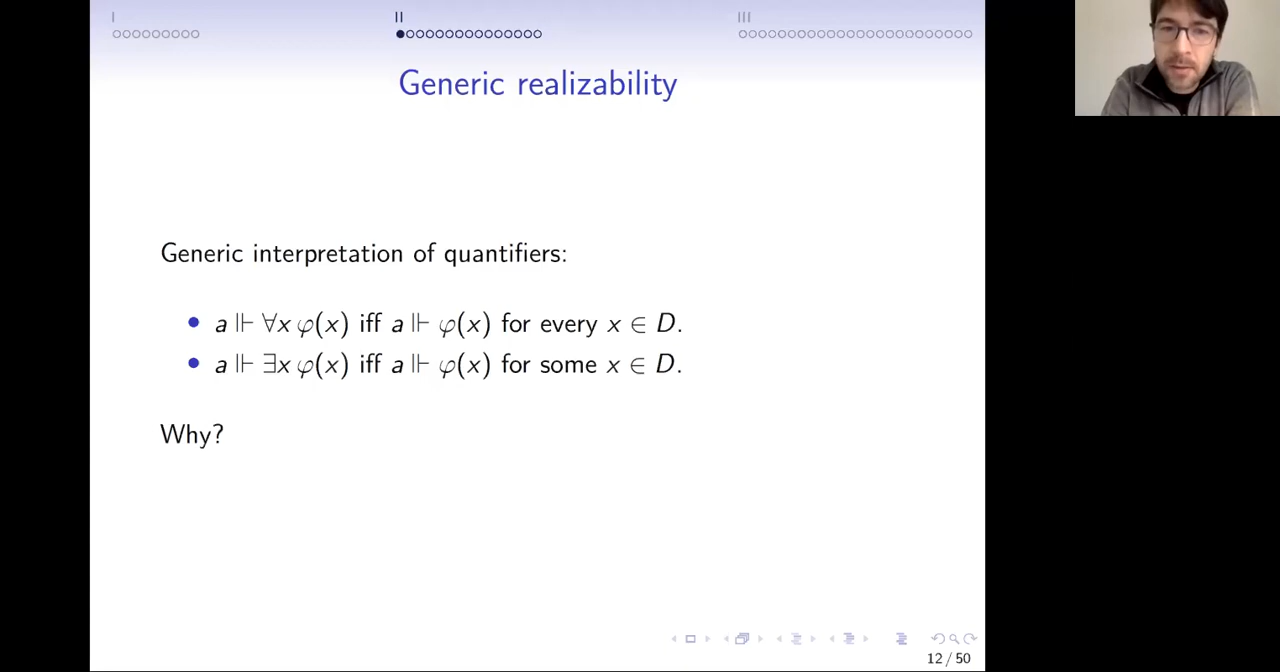 I II III
Generic realizability
Generic interpretation of quantifiers:
• a ⊩ ∀x φ(x) iff a ⊩ φ(x) for every x ∈ D.
• a ⊩ ∃x φ(x) iff a ⊩ φ(x) for some x ∈ D.
Why?
12 / 50